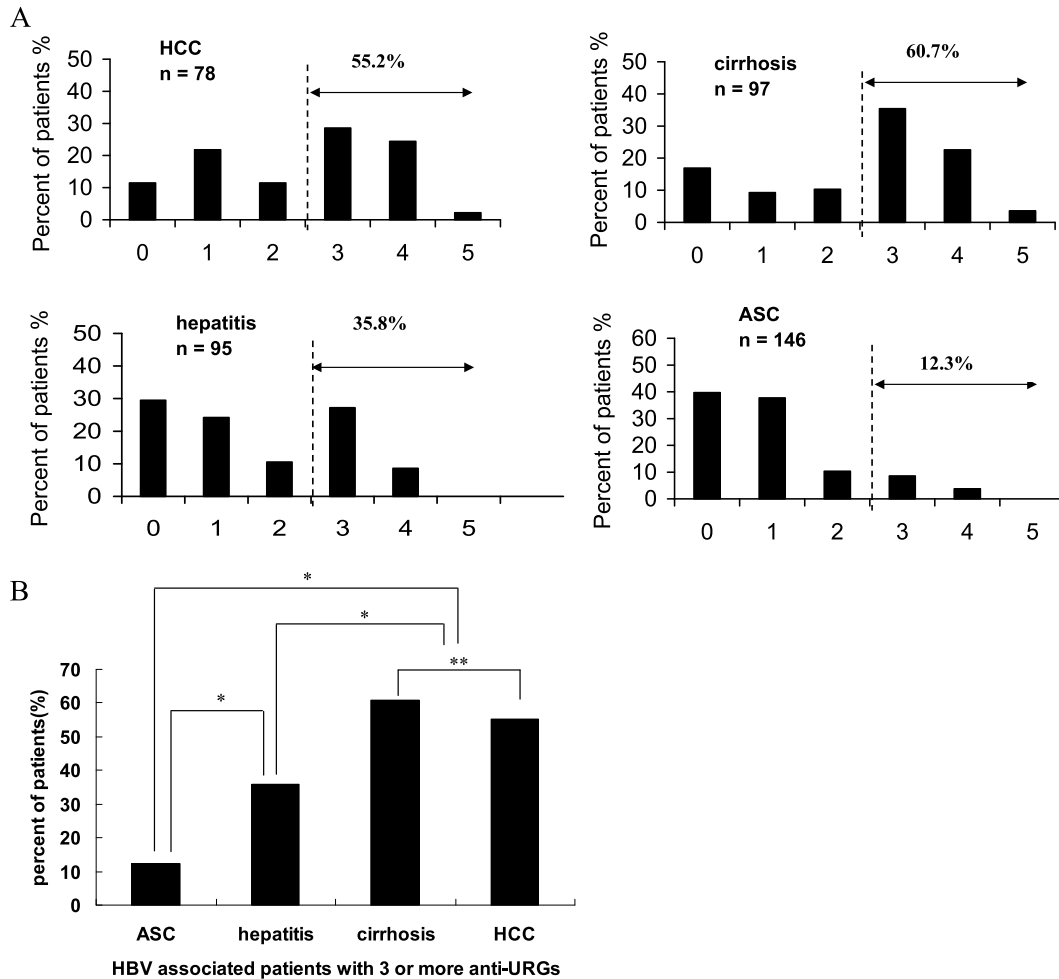 A
HCC
n = 78
55.2%
Percent of patients %
50
40
30
20
10
0
0 1 2 3 4 5
cirrhosis
n = 97
60.7%
Percent of patients %
50
40
30
20
10
0
0 1 2 3 4 5
hepatitis
n = 95
35.8%
Percent of patients %
50
40
30
20
10
0
0 1 2 3 4 5
ASC
n = 146
12.3%
Percent of patients %
60
50
40
30
20
10
0
0 1 2 3 4 5
B
*
*
**
*
percent of patients(%)
70
60
50
40
30
20
10
0
ASC hepatitis cirrhosis HCC
HBV associated patients with 3 or more anti-URGs